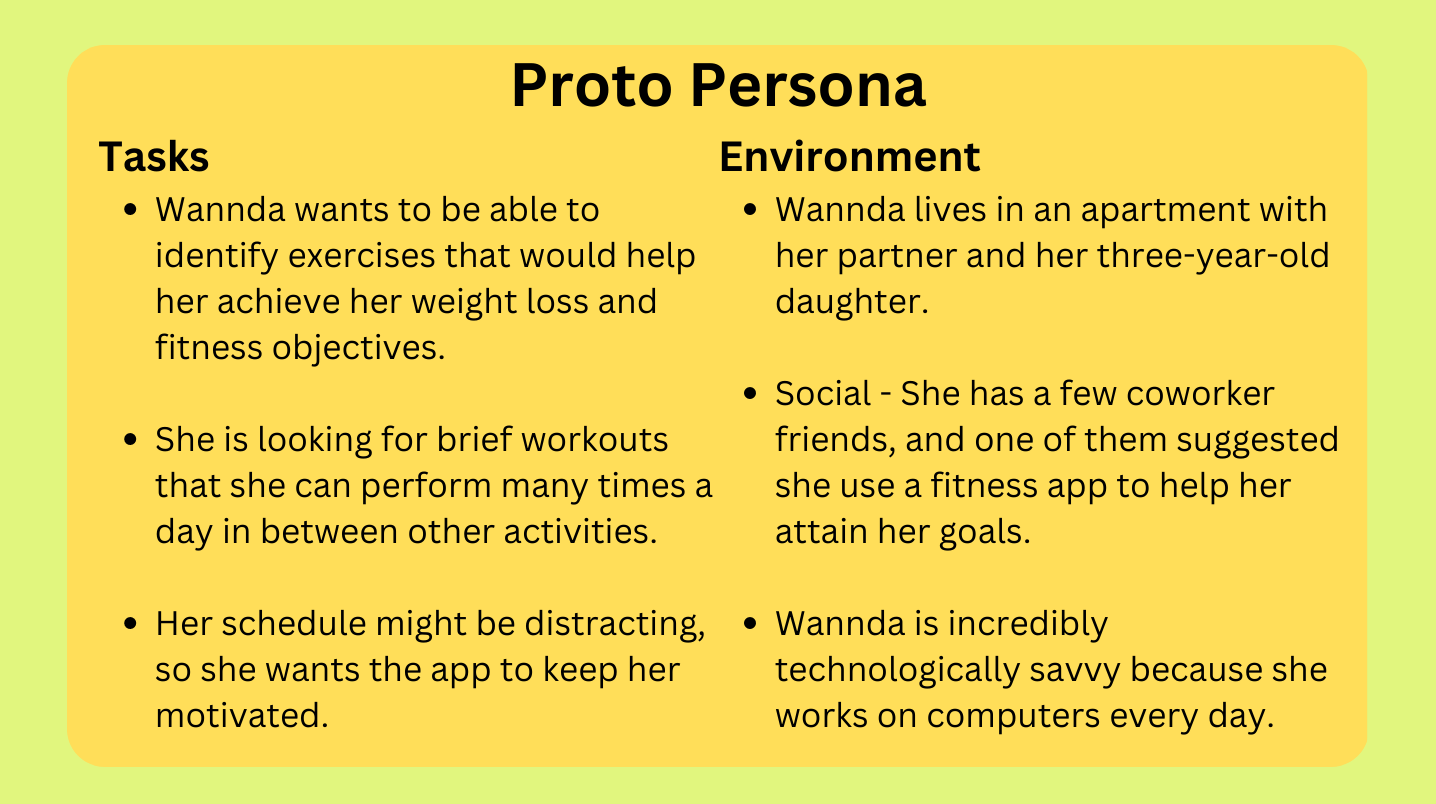 Proto Persona
Tasks
• Wannda wants to be able to
identify exercises that would help
her achieve her weight loss and
fitness objectives.
• She is looking for brief workouts
that she can perform many times a
day in between other activities.
• Her schedule might be distracting,
so she wants the app to keep her
motivated.
Environment
• Wannda lives in an apartment with
her partner and her three-year-old
daughter.
• Social - She has a few coworker
friends, and one of them suggested
she use a fitness app to help her
attain her goals.
• Wannda is incredibly
technologically savvy because she
works on computers every day.